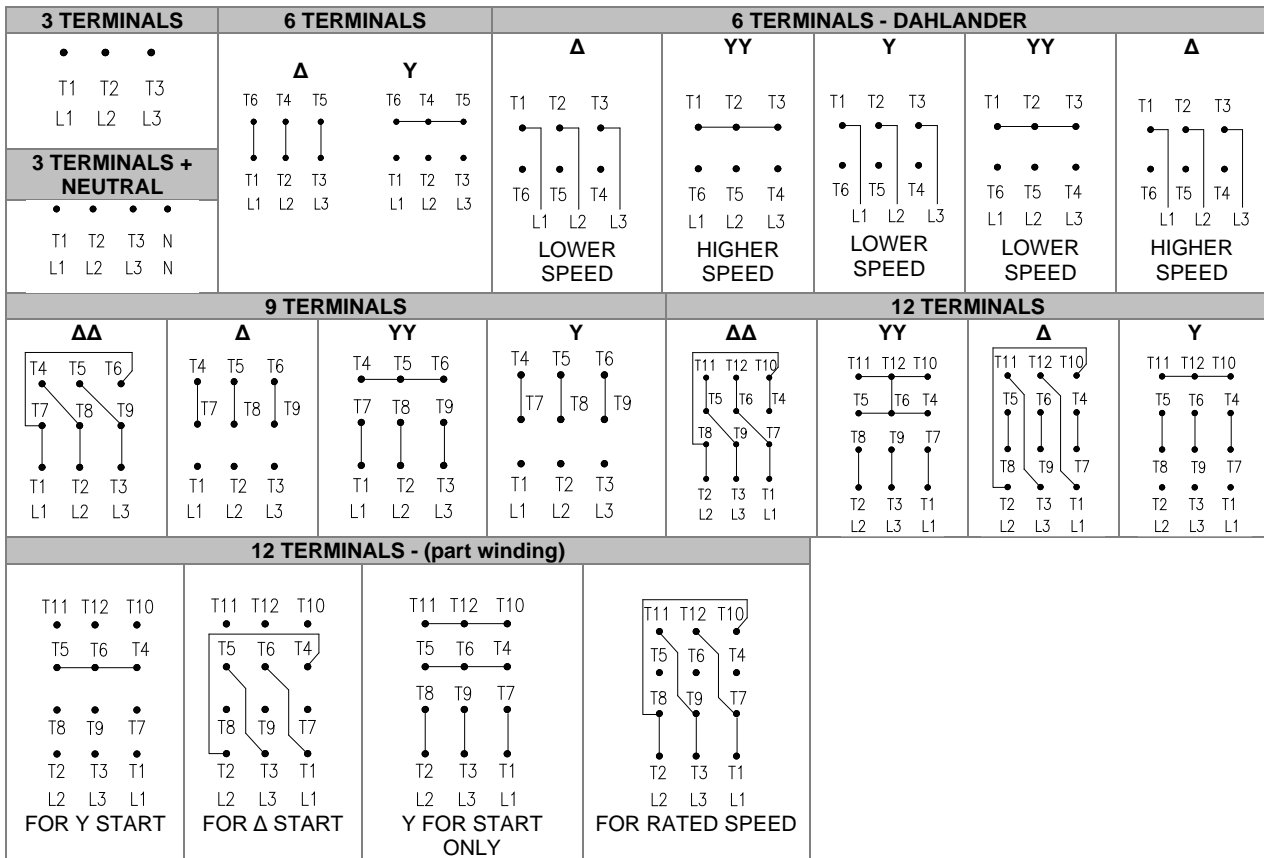 3 TERMINALS
T1 T2 T3
L1 L2 L3
3 TERMINALS +
NEUTRAL
T1 T2 T3 N
L1 L2 L3 N
6 TERMINALS
Δ Y
T6 T4 T5 T6 T4 T5
T1 T2 T3 T1 T2 T3
L1 L2 L3 L1 L2 L3
6 TERMINALS - DAHLANDER
Δ
T1 T2 T3
T6 T5 T4
L1 L2 L3
LOWER
SPEED
YY
T1 T2 T3
T6 T5 T4
L1 L2 L3
HIGHER
SPEED
Y
T1 T2 T3
T6 T5 T4
L1 L2 L3
LOWER
SPEED
YY
T1 T2 T3
T6 T5 T4
L1 L2 L3
LOWER
SPEED
Δ
T1 T2 T3
T6 T5 T4
L1 L2 L3
HIGHER
SPEED
9 TERMINALS
ΔΔ
T4 T5 T6
T7 T8 T9
T1 T2 T3
L1 L2 L3
Δ
T4 T5 T6
T7 T8 T9
T1 T2 T3
L1 L2 L3
YY
T4 T5 T6
T7 T8 T9
T1 T2 T3
L1 L2 L3
Y
T4 T5 T6
T7 T8 T9
T1 T2 T3
L1 L2 L3
12 TERMINALS
ΔΔ
T11 T12 T10
T5 T6 T4
T8 T9 T7
T2 T3 T1
L2 L3 L1
YY
T11 T12 T10
T5 T6 T4
T8 T9 T7
T2 T3 T1
L2 L3 L1
Δ
T11 T12 T10
T5 T6 T4
T8 T9 T7
T2 T3 T1
L2 L3 L1
Y
T11 T12 T10
T5 T6 T4
T8 T9 T7
T2 T3 T1
L2 L3 L1
12 TERMINALS - (part winding)
T11 T12 T10
T5 T6 T4
T8 T9 T7
T2 T3 T1
L2 L3 L1
FOR Y START
T11 T12 T10
T5 T6 T4
T8 T9 T7
T2 T3 T1
L2 L3 L1
FOR Δ START
T11 T12 T10
T5 T6 T4
T8 T9 T7
T2 T3 T1
L2 L3 L1
Y FOR START
ONLY
T11 T12 T10
T5 T6 T4
T8 T9 T7
T2 T3 T1
L2 L3 L1
FOR RATED SPEED